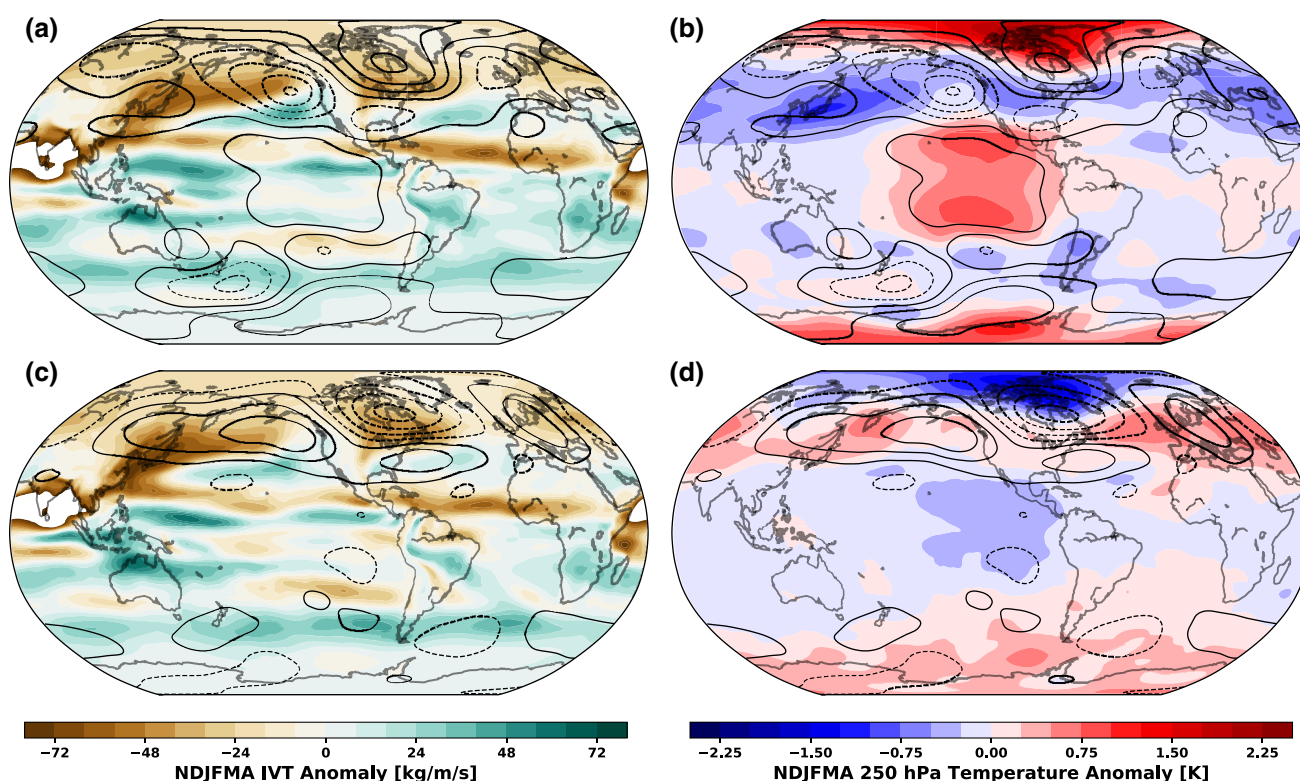 (a)
(b)
(c)
(d)
−72 −48 −24 0 24 48 72
NDJFMA IVT Anomaly [kg/m/s]
−2.25 −1.50 −0.75 0.00 0.75 1.50 2.25
NDJFMA 250 hPa Temperature Anomaly [K]